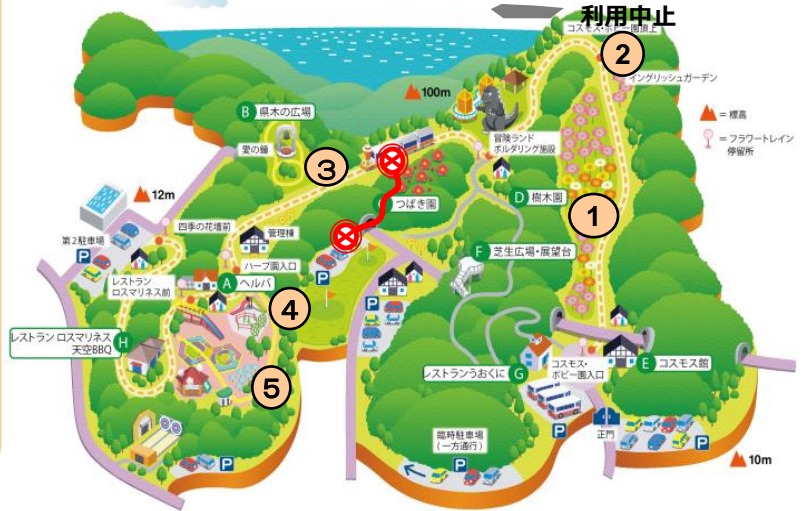 利用中止
コスモス・ポピー園頂上
②
イングリッシュガーデン
100m
= 標高
= フラワートレイン
停留所
B 県木の広場
愛の鐘
③
冒険ランド
ボルダリング施設
12m
つばき園
D 樹木園
①
四季の花壇前
管理棟
第2駐車場
P
ハーブ園入口
P
F 芝生広場・展望台
レストラン
ロスマリネス前
A ヘルバ
④
P
レストラン ロスマリネス
天空BBQ
H
⑤
レストランうおくに G
コスモス・
ポピー園入口
E コスモス館
臨時駐車場
(一方通行)
P
P
正門
P
P
10m